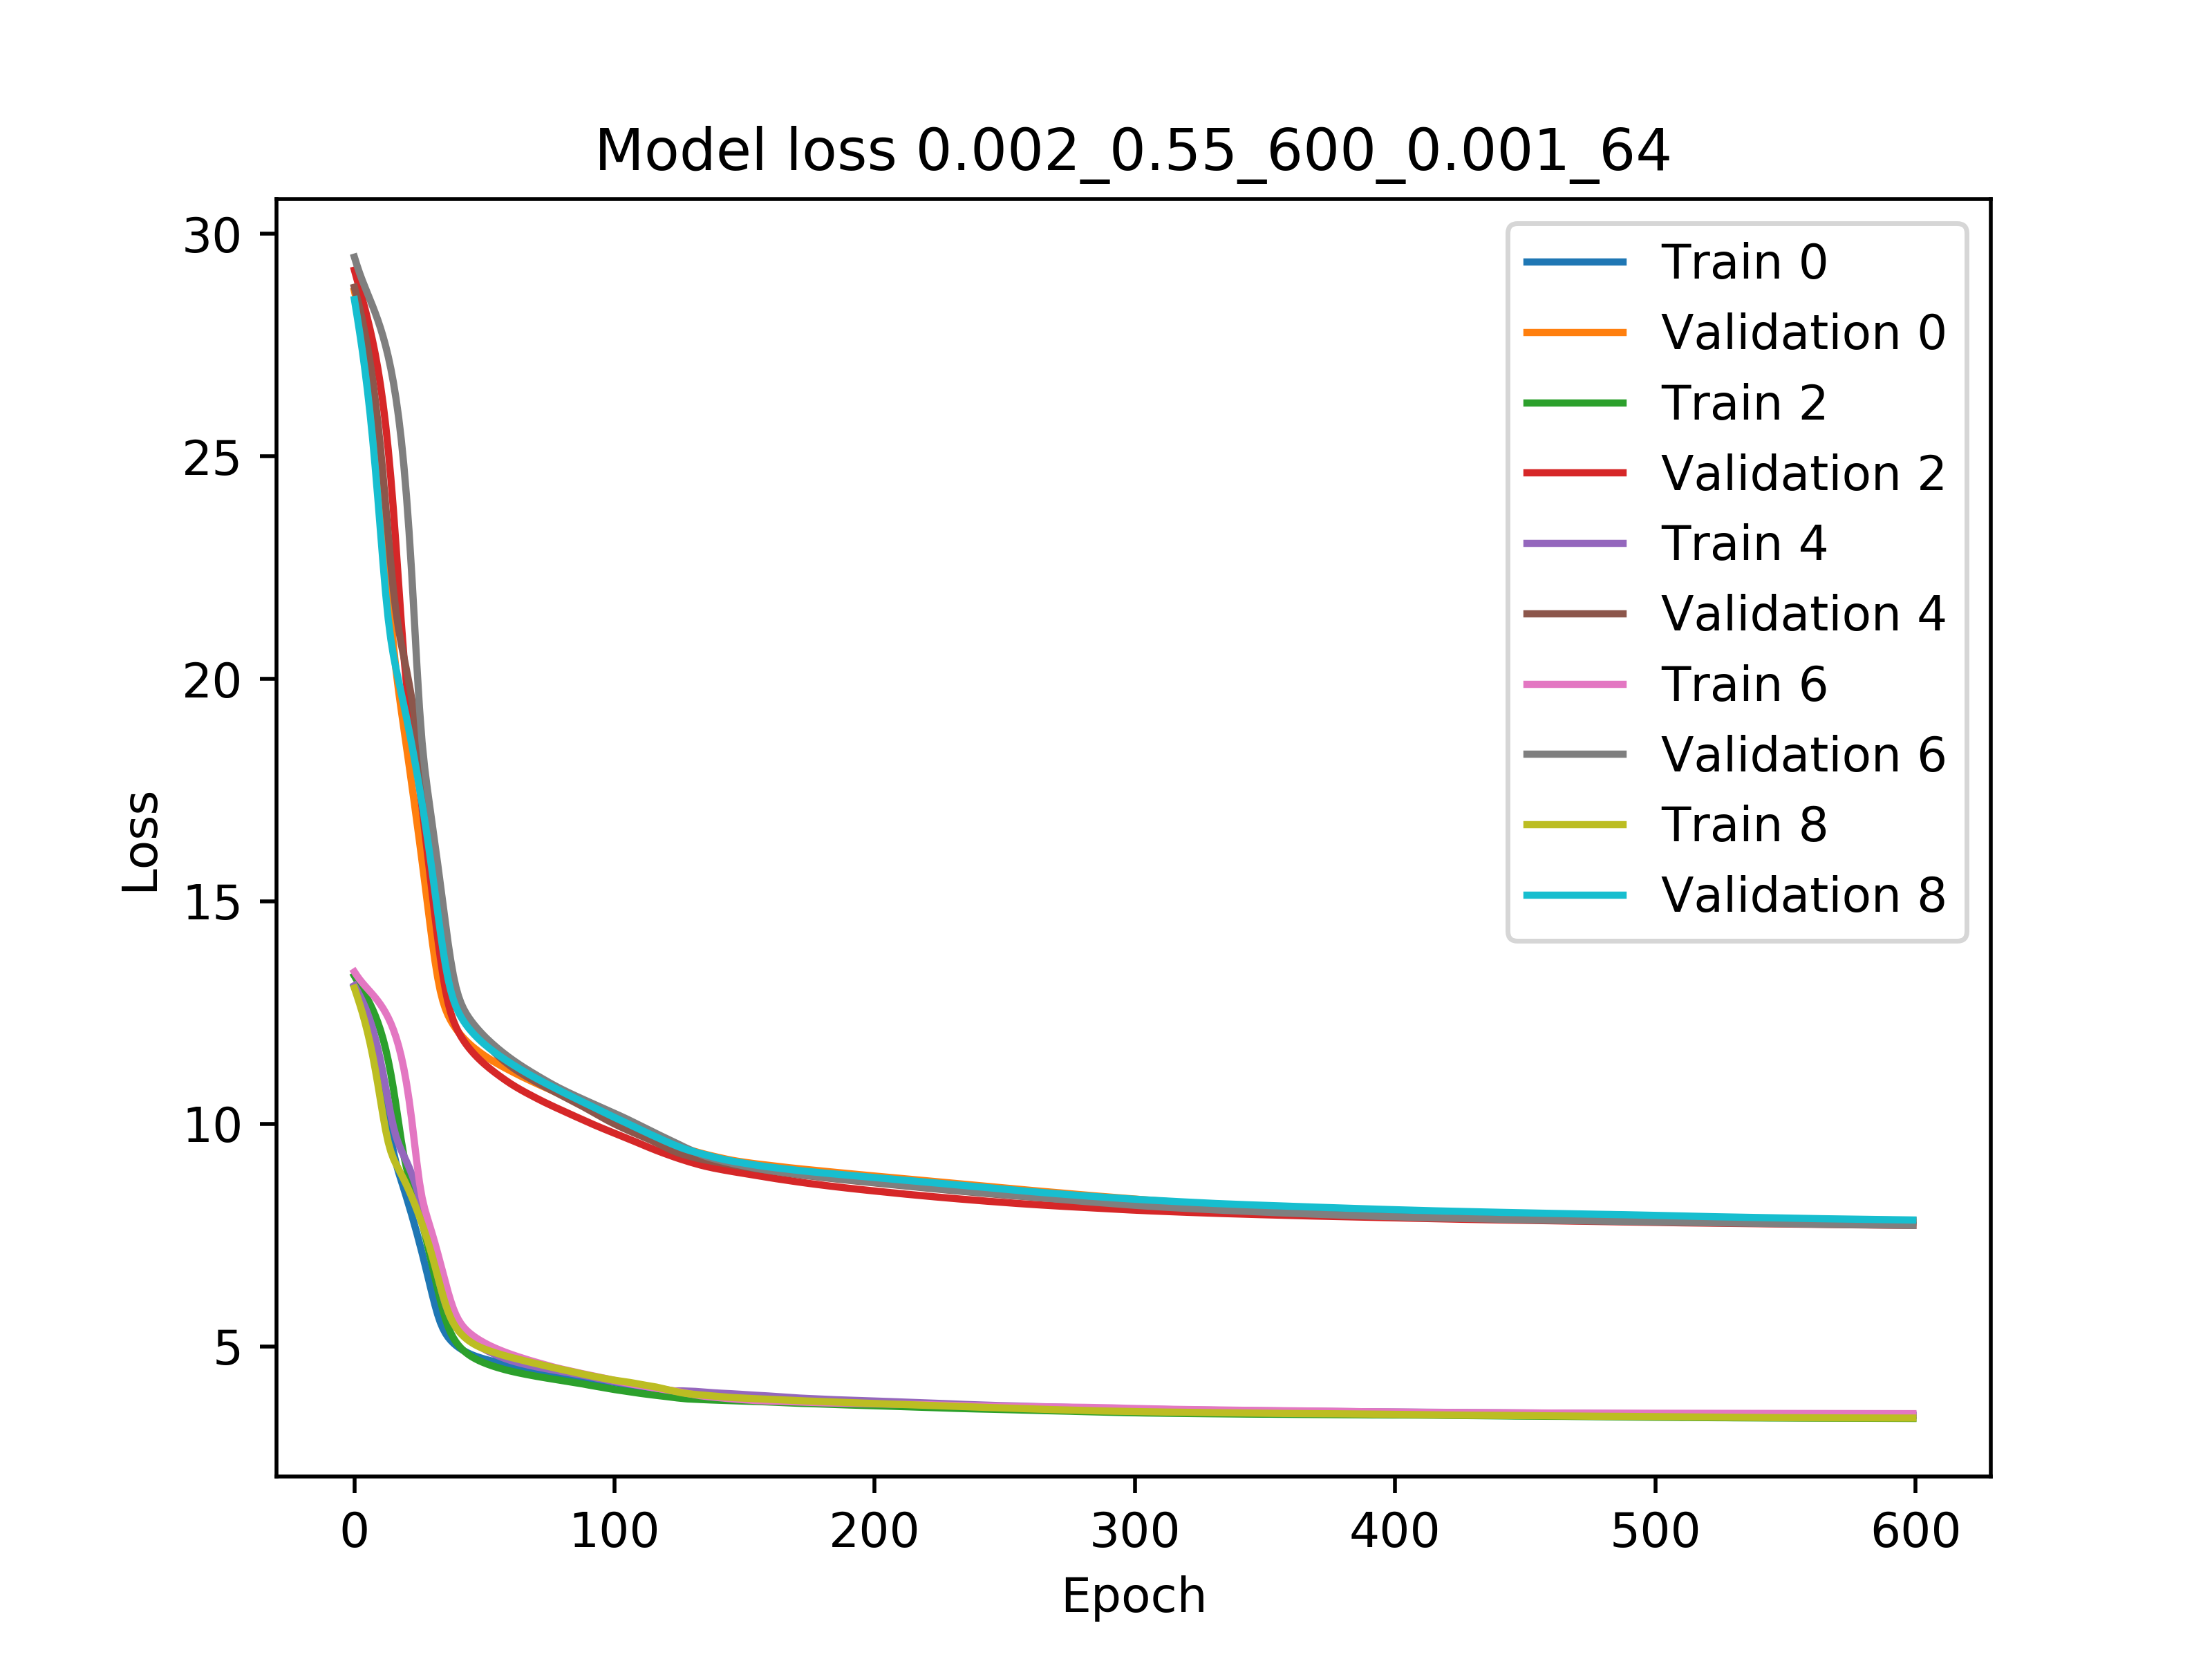 Model loss 0.002_0.55_600_0.001_64
30
25
20
15
10
5
Loss
Train 0
Validation 0
Train 2
Validation 2
Train 4
Validation 4
Train 6
Validation 6
Train 8
Validation 8
0 100 200 300 400 500 600
Epoch